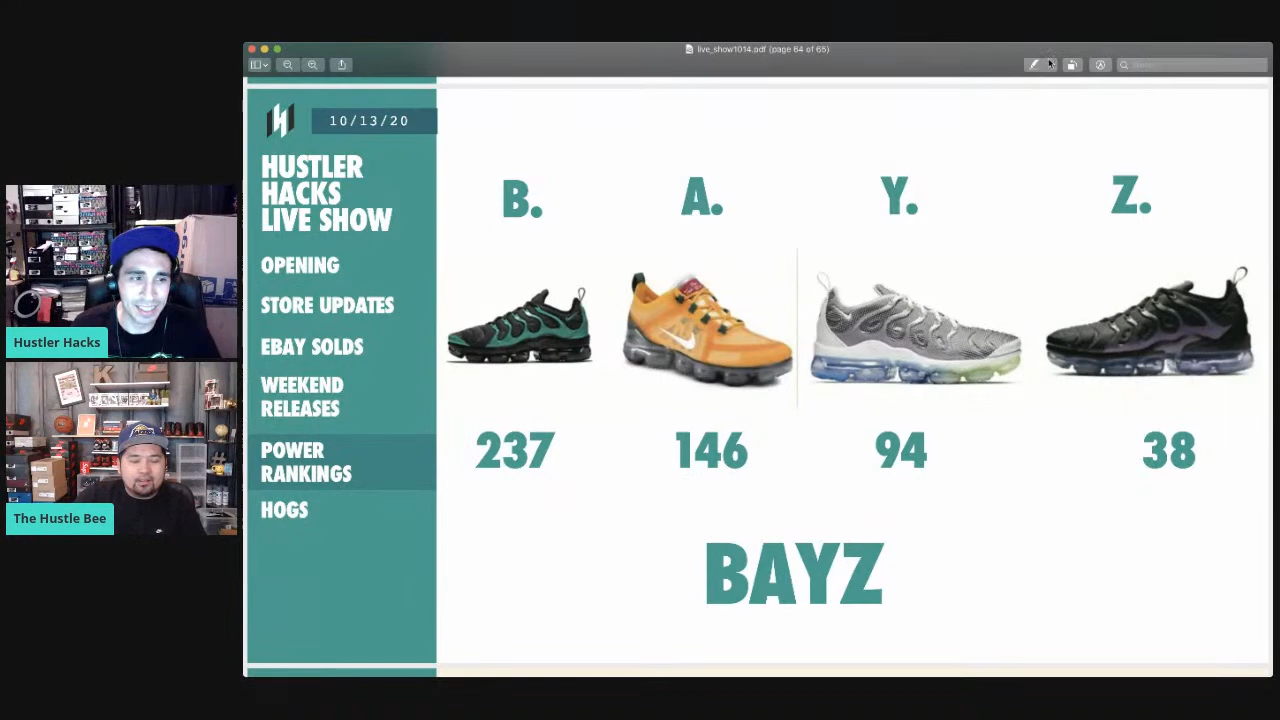 live_show1014.pdf (page 64 of 65)
10/13/20
HUSTLER
HACKS
LIVE SHOW
OPENING
STORE UPDATES
EBAY SOLDS
WEEKEND
RELEASES
POWER
RANKINGS
HOGS
B. A. Y. Z.
237 146 94 38
BAYZ
Hustler Hacks
The Hustle Bee